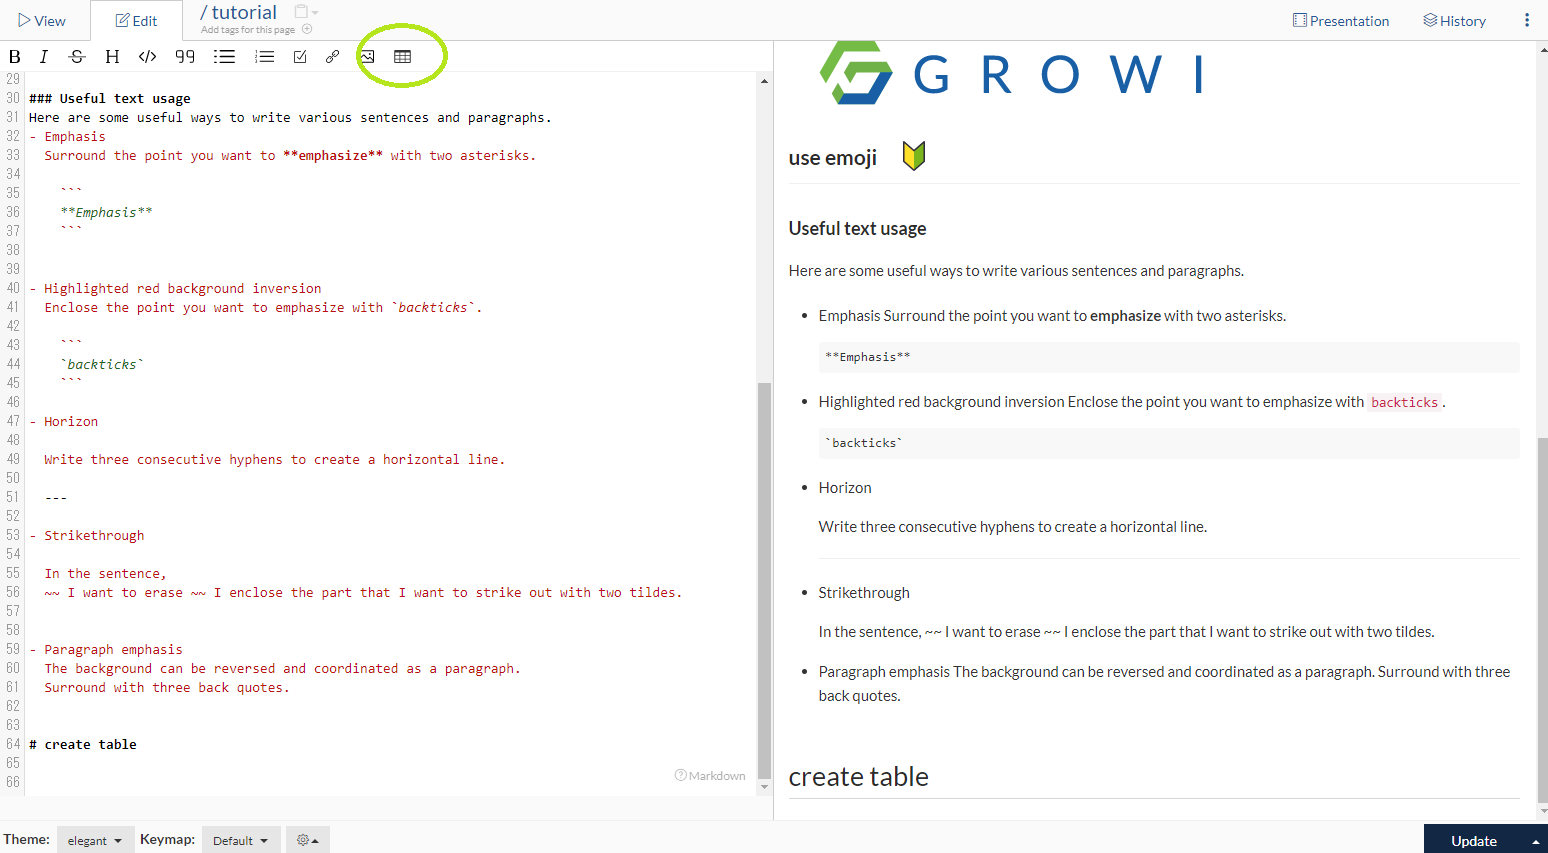 View
Edit
/ tutorial
Add tags for this page
Presentation
History
B I S H </> 99
29
30 ### Useful text usage
31 Here are some useful ways to write various sentences and paragraphs.
32 - Emphasis
33 Surround the point you want to **emphasize** with two asterisks.
34
35 ```
36 **Emphasis**
37 ```
38
39
40 - Highlighted red background inversion
41 Enclose the point you want to emphasize with `backticks`.
42
43 ```
44 `backticks`
45 ```
46
47 - Horizon
48
49 Write three consecutive hyphens to create a horizontal line.
50
51 ---
52
53 - Strikethrough
54
55 In the sentence,
56 ~~ I want to erase ~~ I enclose the part that I want to strike out with two tildes.
57
58
59 - Paragraph emphasis
60 The background can be reversed and coordinated as a paragraph.
61 Surround with three back quotes.
62
63
64 # create table
65
66
Markdown
GROWI
use emoji
Useful text usage
Here are some useful ways to write various sentences and paragraphs.
• Emphasis Surround the point you want to emphasize with two asterisks.
**Emphasis**
• Highlighted red background inversion Enclose the point you want to emphasize with backticks .
`backticks`
• Horizon
Write three consecutive hyphens to create a horizontal line.
• Strikethrough
In the sentence, ~~ I want to erase ~~ I enclose the part that I want to strike out with two tildes.
• Paragraph emphasis The background can be reversed and coordinated as a paragraph. Surround with three
back quotes.
create table
Theme: elegant Keymap: Default
Update